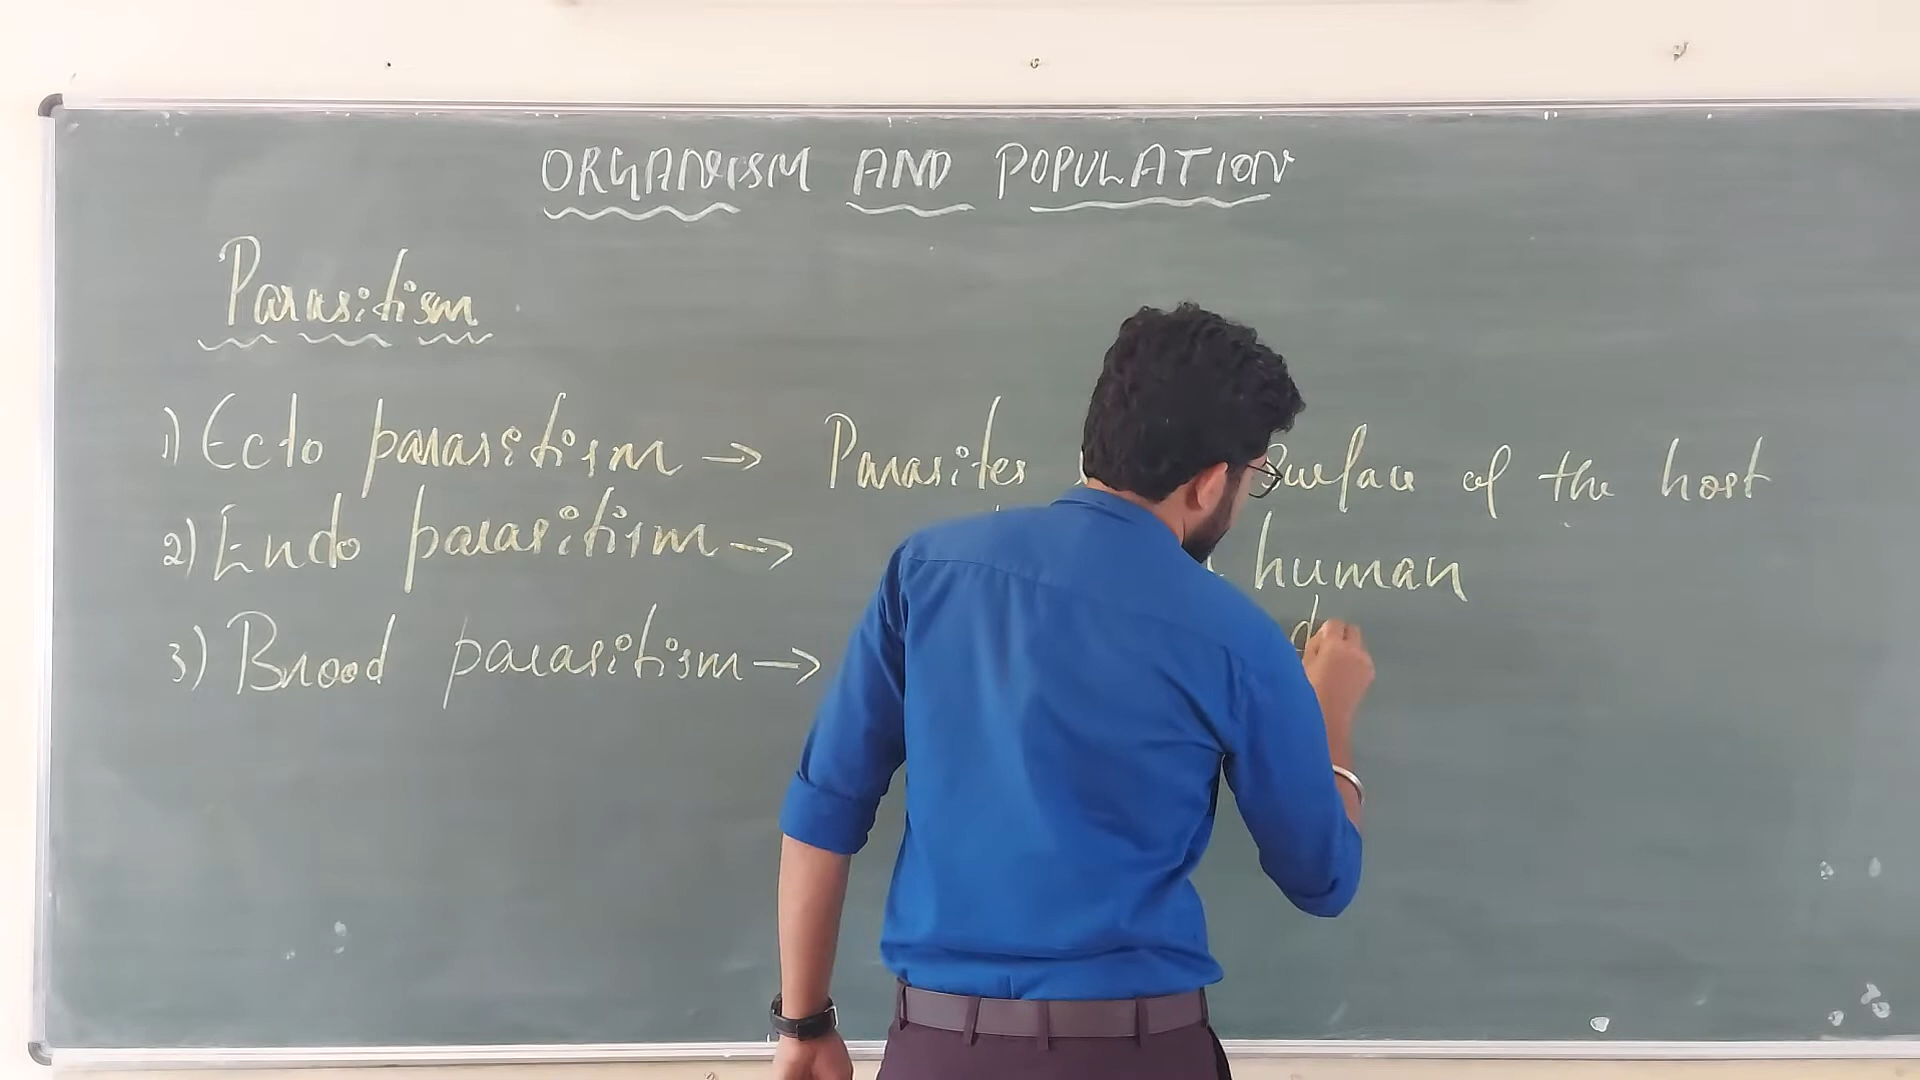 ORGANISM AND POPULATION
Parasitism
1) Ecto parasitism → Parasites surface of the host
human
2) Endo parasitism →
3) Brood parasitism →